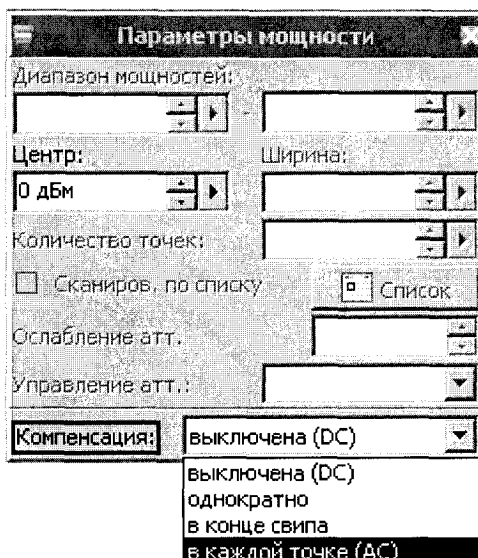 Параметры мощности
Диапазон мощностей:
-
Центр: Ширина:
0 дБм
Количество точек:
Сканиров. по списку Список
Ослабление атт.
Управление атт.:
Компенсация: выключена (DC)
выключена (DC)
однократно
в конце свипа
в каждой точке (AC)